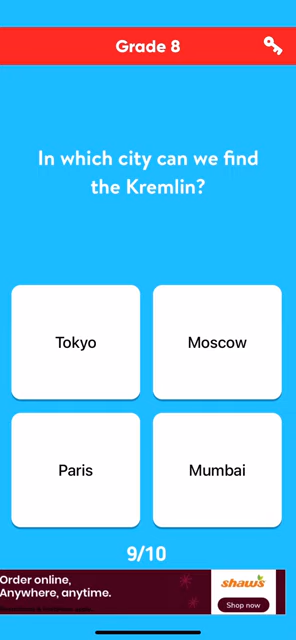 Grade 8
In which city can we find
the Kremlin?
Tokyo
Moscow
Paris
Mumbai
9/10
Order online,
Anywhere, anytime.
shaw's
Shop now